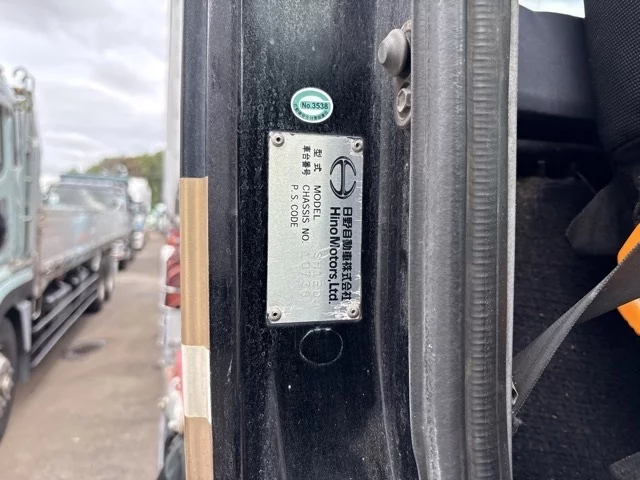 No.3538
日野自動車株式会社
HinoMotors,Ltd.
型式 MODEL
車台番号 CHASSIS NO.
P.S.CODE